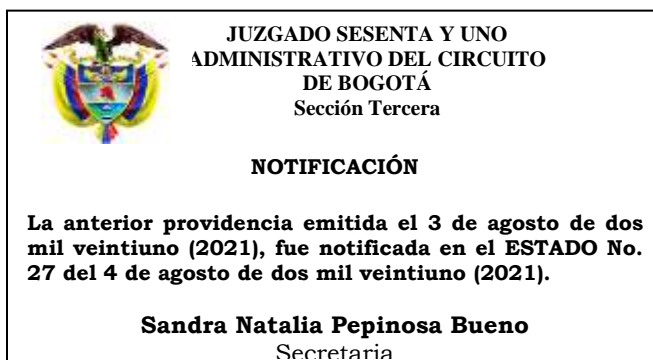 JUZGADO SESENTA Y UNO
ADMINISTRATIVO DEL CIRCUITO
DE BOGOTÁ
Sección Tercera
NOTIFICACIÓN
La anterior providencia emitida el 3 de agosto de dos
mil veintiuno (2021), fue notificada en el ESTADO No.
27 del 4 de agosto de dos mil veintiuno (2021).
Sandra Natalia Pepinosa Bueno
Secretaria